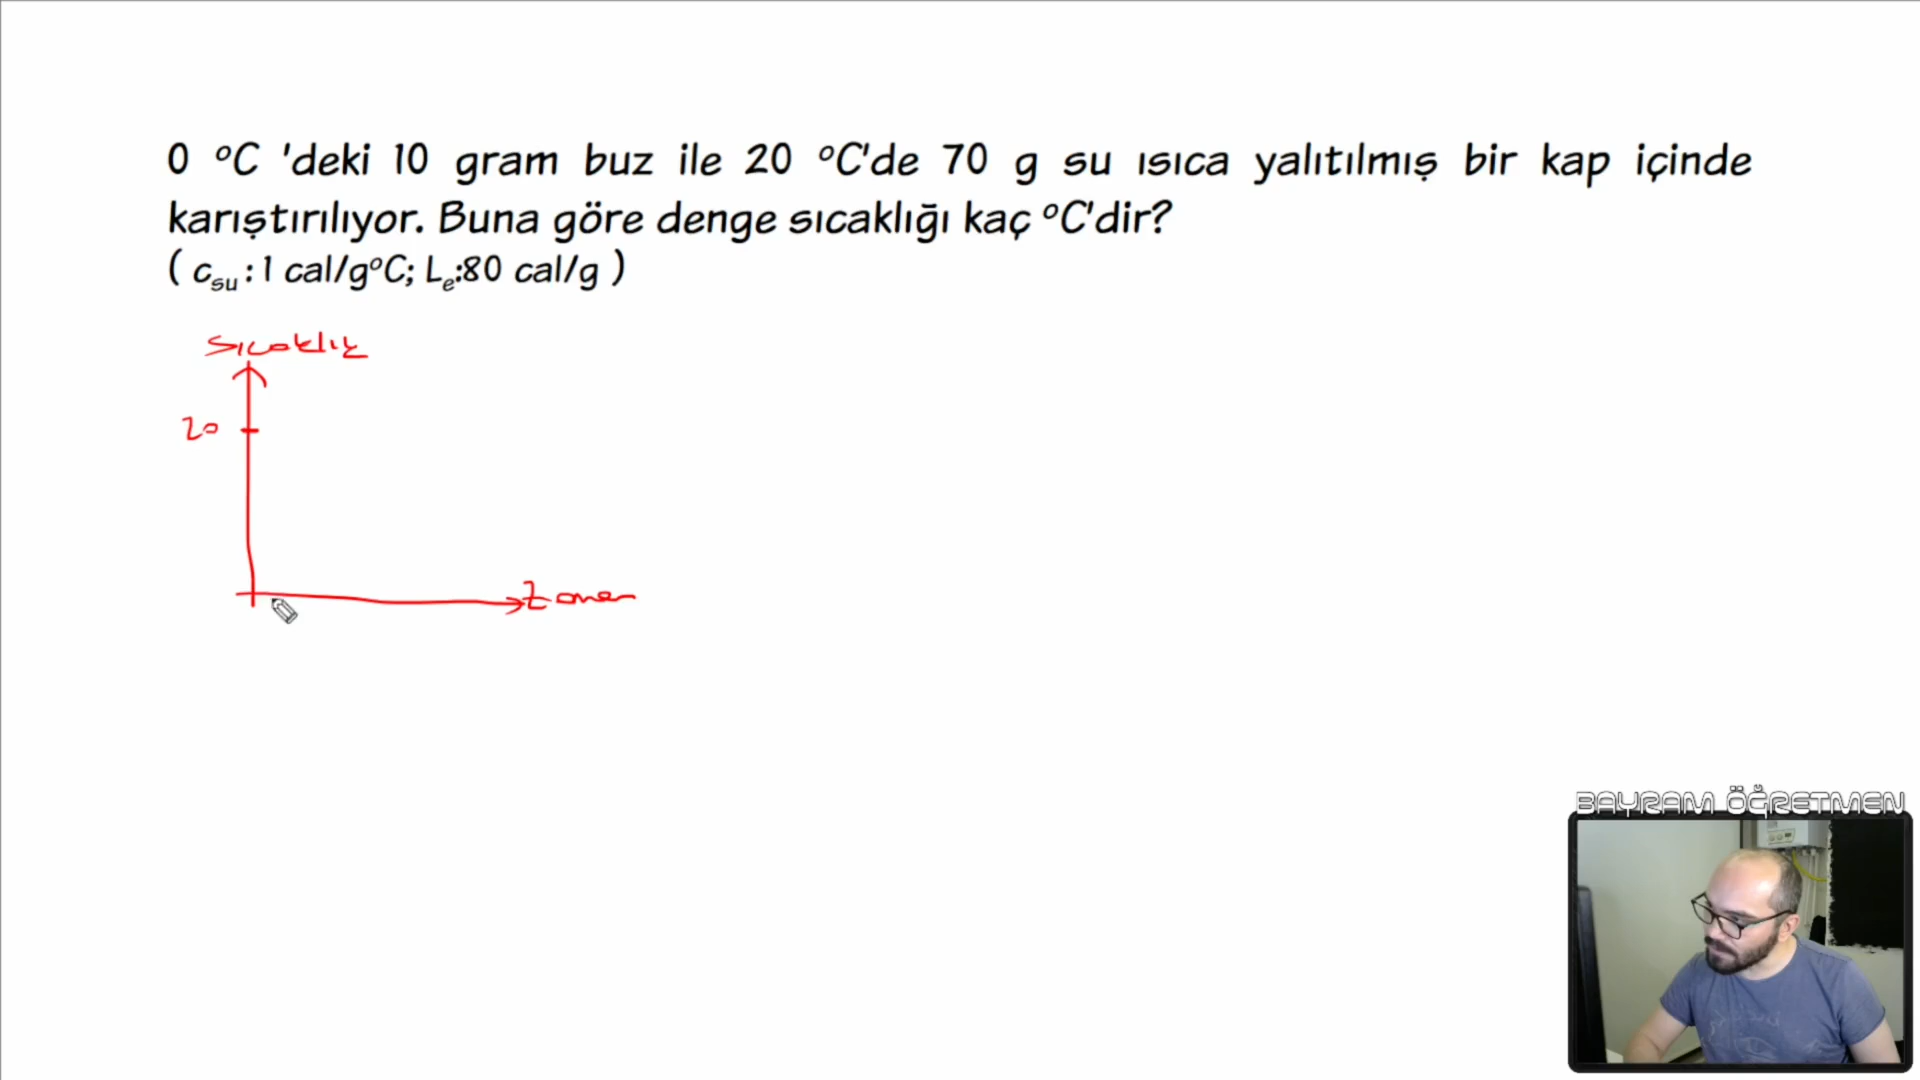 0 °C 'deki 10 gram buz ile 20 °C'de 70 g su ısıca yalıtılmış bir kap içinde
karıştırılıyor. Buna göre denge sıcaklığı kaç °C'dir?
( csu : 1 cal/g°C; Le:80 cal/g )
Sıcaklık
20
Zaman
BAYRAM ÖĞRETMEN